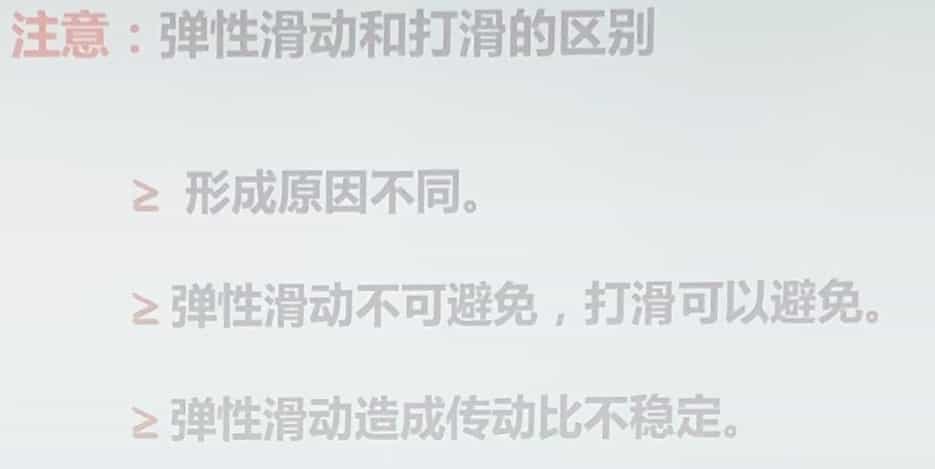 注意：弹性滑动和打滑的区别
≥ 形成原因不同。
≥ 弹性滑动不可避免，打滑可以避免。
≥ 弹性滑动造成传动比不稳定。